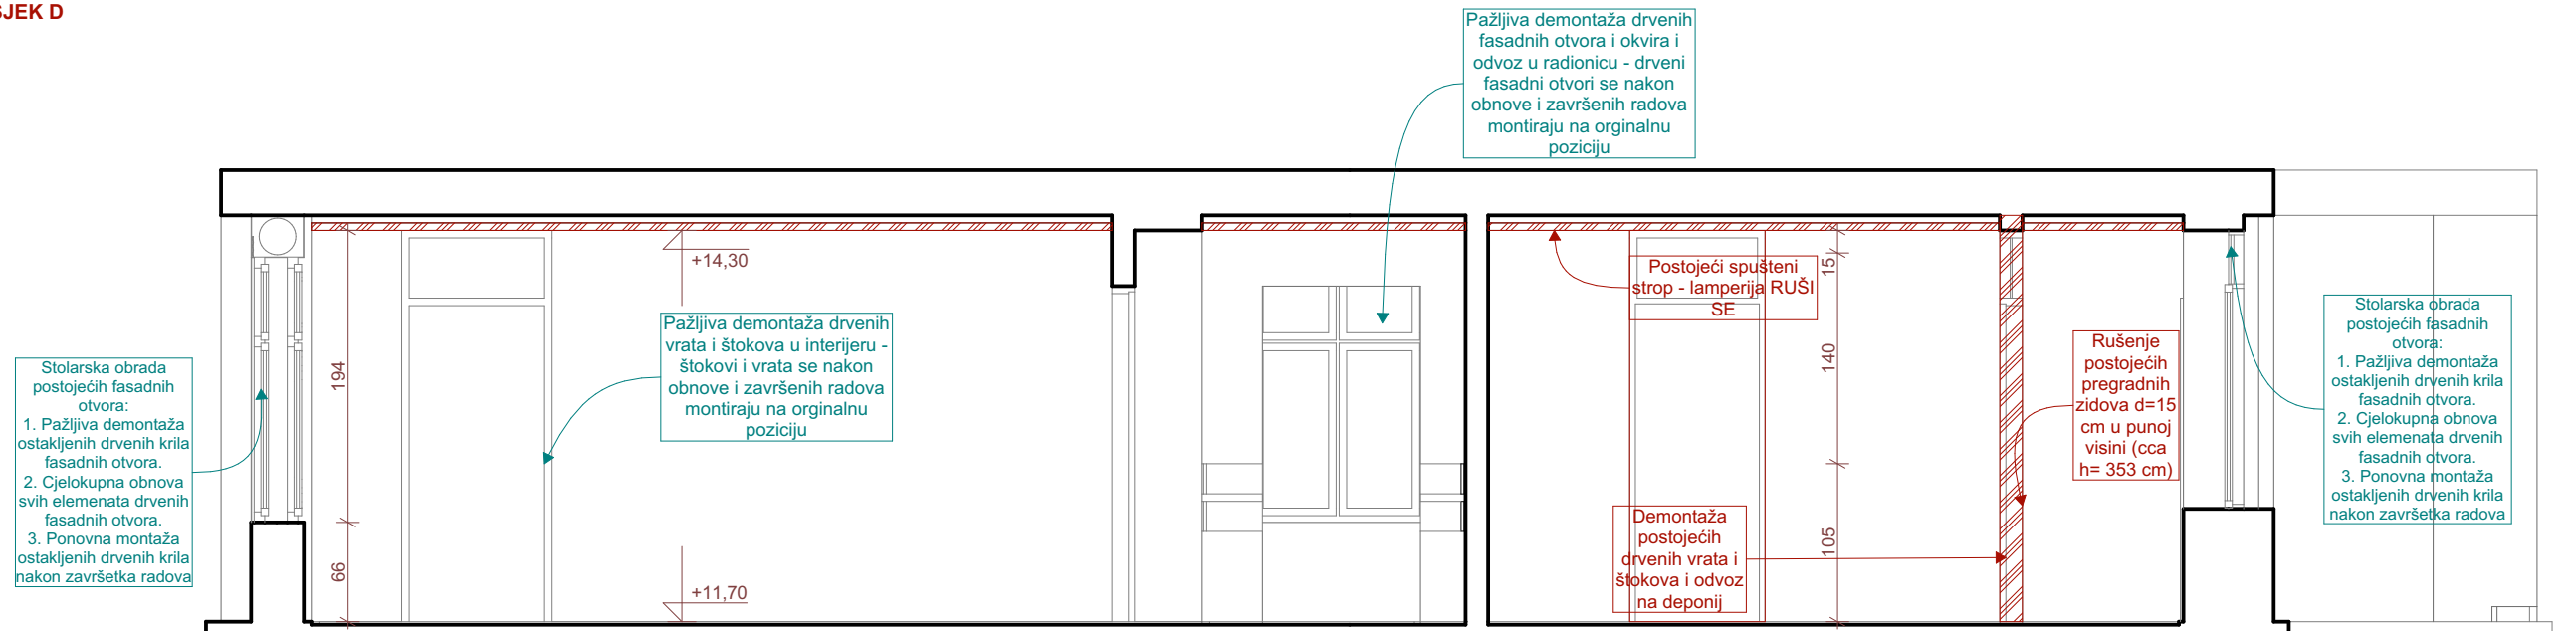 SJEK D
Pažljiva demontaža drvenih
fasadnih otvora i okvira i
odvoz u radionicu - drveni
fasadni otvori se nakon
obnove i završenih radova
montiraju na orginalnu
poziciju
+14,30
Pažljiva demontaža drvenih
vrata i štokova u interijeru -
štokovi i vrata se nakon
obnove i završenih radova
montiraju na orginalnu
poziciju
Postojeći spušteni
strop - lamperija RUŠI
SE
15
140
105
194
66
Stolarska obrada
postojećih fasadnih
otvora:
1. Pažljiva demontaža
ostakljenih drvenih krila
fasadnih otvora.
2. Cjelokupna obnova
svih elemenata drvenih
fasadnih otvora.
3. Ponovna montaža
ostakljenih drvenih krila
nakon završetka radova
+11,70
Demontaža
postojećih
drvenih vrata i
štokova i odvoz
na deponij
Rušenje
postojećih
pregradnih
zidova d=15
cm u punoj
visini (cca
h= 353 cm)
Stolarska obrada
postojećih fasadnih
otvora:
1. Pažljiva demontaža
ostakljenih drvenih krila
fasadnih otvora.
2. Cjelokupna obnova
svih elemenata drvenih
fasadnih otvora.
3. Ponovna montaža
ostakljenih drvenih krila
nakon završetka radova